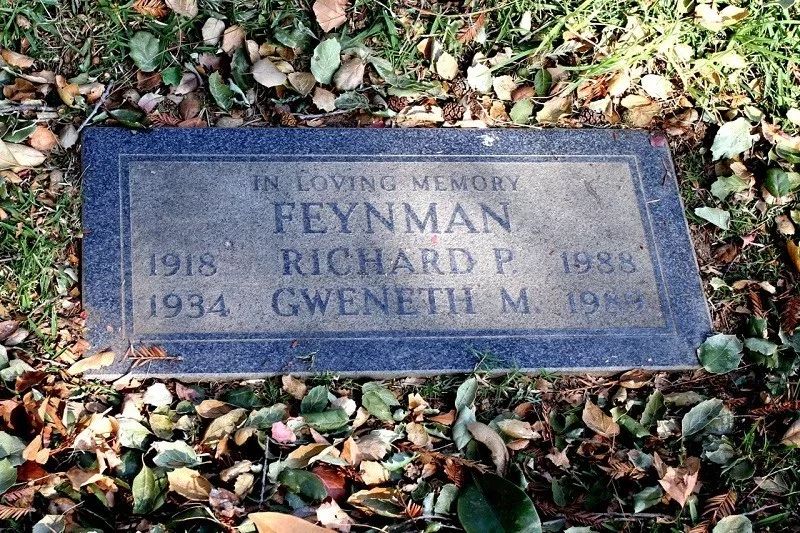 IN LOVING MEMORY
FEYNMAN
1918 RICHARD P. 1988
1934 GWENETH M. 1989